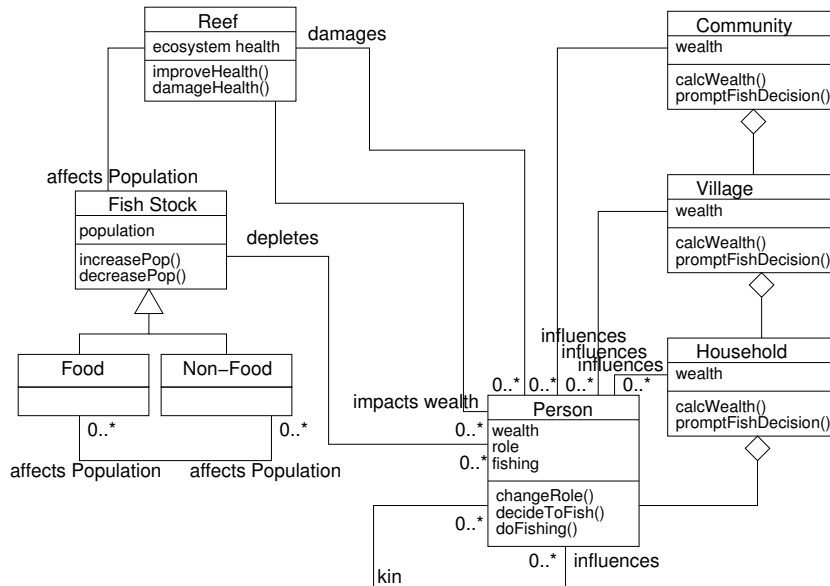 Reef
ecosystem health
improveHealth()
damageHealth()
damages
Community
wealth
calcWealth()
promptFishDecision()
affects Population
Fish Stock
population
increasePop()
decreasePop()
depletes
Village
wealth
calcWealth()
promptFishDecision()
Food
Non−Food
0..*
0..*
affects Population
affects Population
influences
influences
influences
0..*
0..*
0..*
0..*
Household
wealth
calcWealth()
promptFishDecision()
impacts wealth
0..*
0..*
Person
wealth
role
fishing
changeRole()
decideToFish()
doFishing()
0..*
kin
0..*
influences